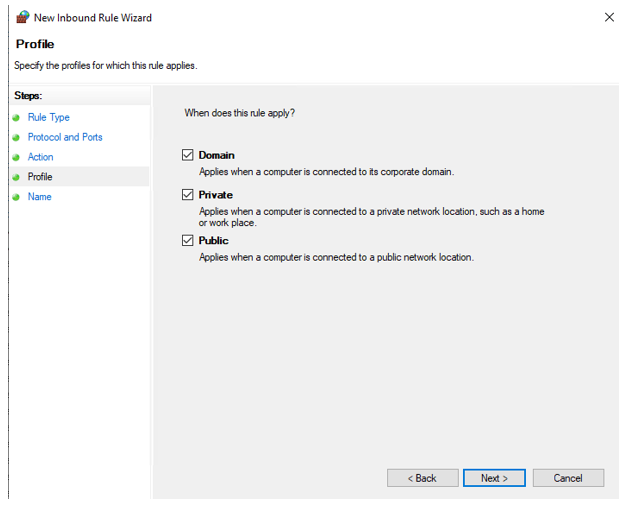 New Inbound Rule Wizard
Profile
Specify the profiles for which this rule applies.
Steps:
Rule Type
Protocol and Ports
Action
Profile
Name
When does this rule apply?
Domain
Applies when a computer is connected to its corporate domain.
Private
Applies when a computer is connected to a private network location, such as a home
or work place.
Public
Applies when a computer is connected to a public network location.
< Back
Next >
Cancel